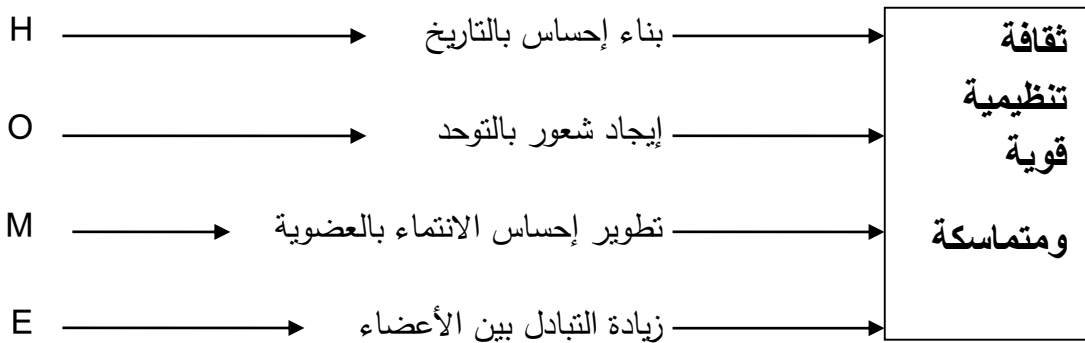 H
بناء إحساس بالتاريخ
O
إيجاد شعور بالتوحد
M
تطوير إحساس الانتماء بالعضوية
E
زيادة التبادل بين الأعضاء
ثقافة
تنظيمية
قوية
ومتماسكة